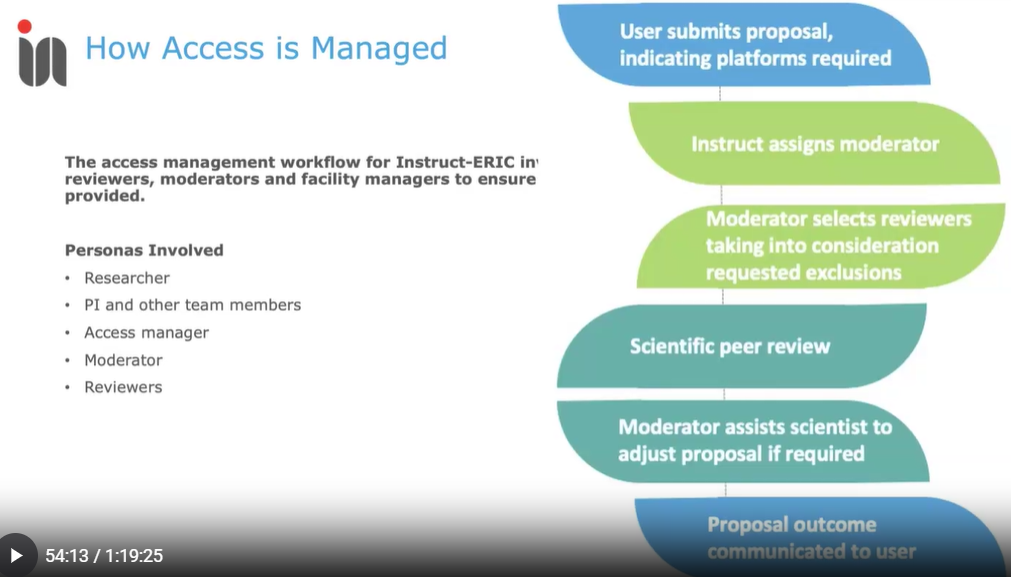 How Access is Managed
The access management workflow for Instruct-ERIC
reviewers, moderators and facility managers to ensure
provided.
Personas Involved
• Researcher
• PI and other team members
• Access manager
• Moderator
• Reviewers
User submits proposal,
indicating platforms required
Instruct assigns moderator
Moderator selects reviewers
taking into consideration
requested exclusions
Scientific peer review
Moderator assists scientist to
adjust proposal if required
Proposal outcome
communicated to user
54:13 / 1:19:25